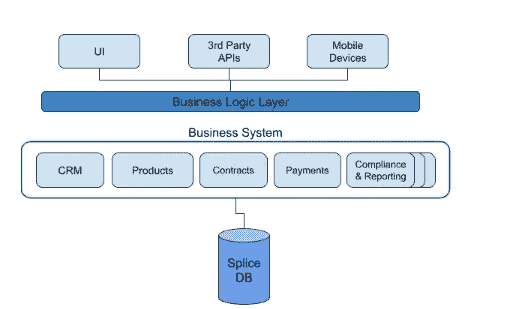 UI
3rd Party
APIs
Mobile
Devices
Business Logic Layer
Business System
CRM
Products
Contracts
Payments
Compliance
& Reporting
Splice
DB